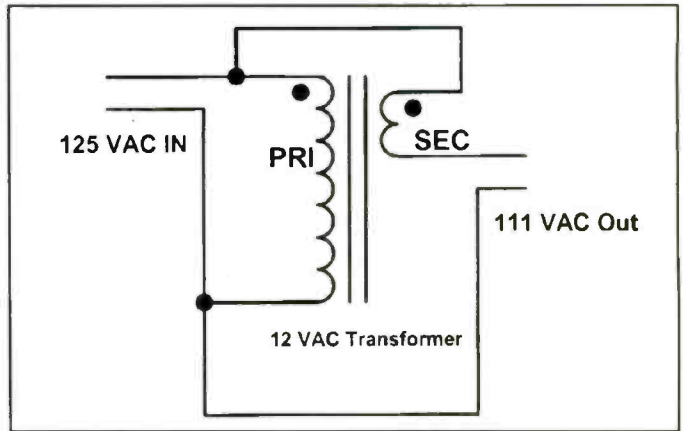 125 VAC IN
PRI
SEC
111 VAC Out
12 VAC Transformer